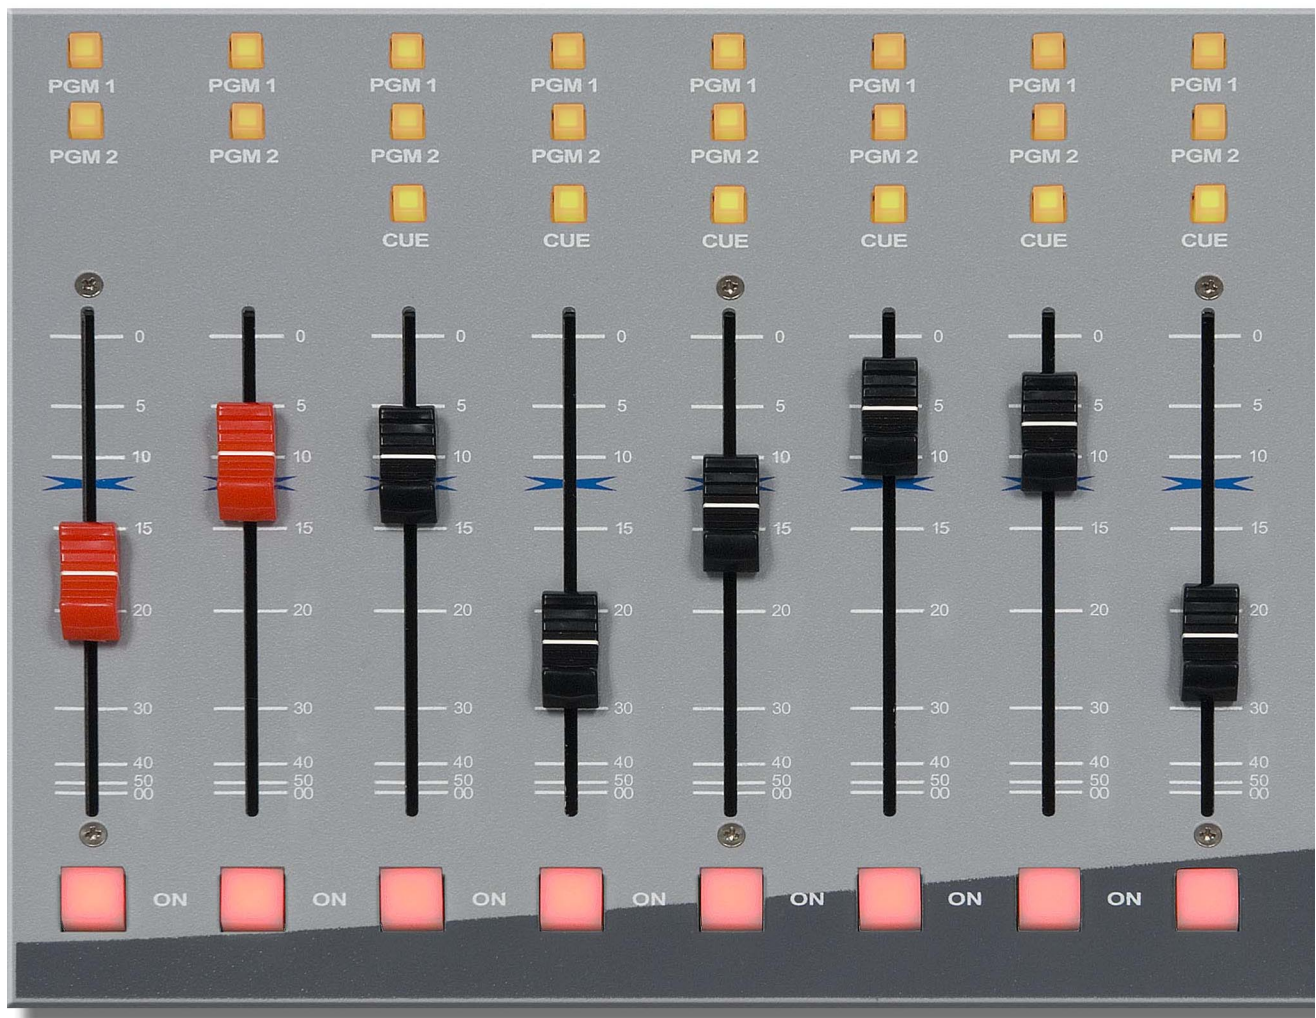 PGM 1 PGM 1 PGM 1 PGM 1 PGM 1 PGM 1 PGM 1 PGM 1
PGM 2 PGM 2 PGM 2 PGM 2 PGM 2 PGM 2 PGM 2 PGM 2
CUE CUE CUE CUE CUE CUE
0 0 0 0 0 0 0 0
5 5 5 5 5 5 5 5
10 10 10 10 10 10 10 10
15 15 15 15 15 15 15 15
20 20 20 20 20 20 20 20
30 30 30 30 30 30 30 30
40 40 40 40 40 40 40 40
50 50 50 50 50 50 50 50
00 00 00 00 00 00 00 00
ON ON ON ON ON ON ON